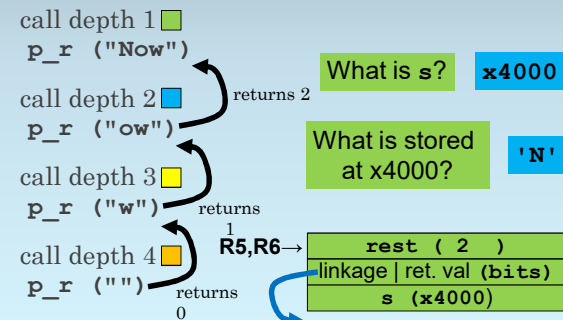 call depth 1
p_r ("Now")
returns 2
call depth 2
p_r ("ow")
call depth 3
p_r ("w")
returns
1
call depth 4
p_r ("")
returns
0
What is s?
x4000
What is stored
at x4000?
'N'
R5,R6→
rest ( 2 )
linkage | ret. val (bits)
s (x4000)